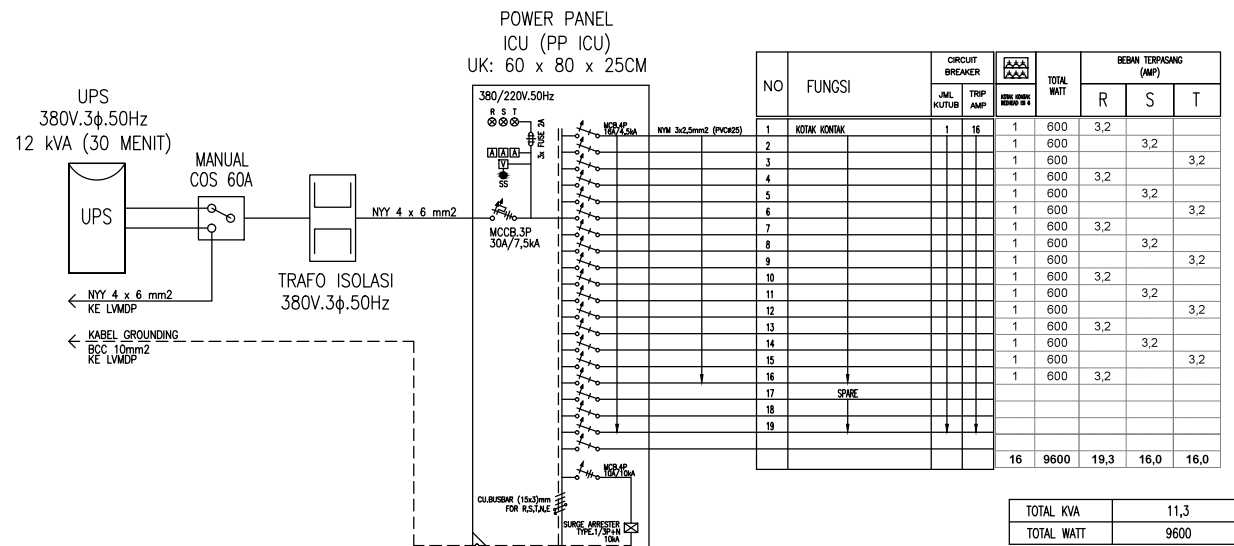 POWER PANEL
ICU (PP ICU)
UK: 60 x 80 x 25CM
UPS
380V.3ϕ.50Hz
12 kVA (30 MENIT)
UPS
MANUAL
COS 60A
NYY 4 x 6 mm2
KE LVMDP
KABEL GROUNDING
BCC 10mm2
KE LVMDP
TRAFO ISOLASI
380V.3ϕ.50Hz
NYY 4 x 6 mm2
380/220V.50Hz
R S T
3x FUSE 2A
A A A
V
SS
MCCB.3P
30A/7,5kA
MCB.4P
16A/4,5kA
NYM 3x2,5mm2 (PVC#25)
MCB.4P
10A/10kA
CU.BUSBAR (15x3)mm
FOR R,S,T,N,E
SURGE ARRESTER
TYPE.1/3P+N
10kA
NO FUNGSI CIRCUIT BREAKER TOTAL WATT BEBAN TERPASANG (AMP)
JML KUTUB TRIP AMP KOTAK KONTAK BEDHEAD ISI 6 R S T
1 KOTAK KONTAK 1 16 1 600 3,2
2 1 600 3,2
3 1 600 3,2
4 1 600 3,2
5 1 600 3,2
6 1 600 3,2
7 1 600 3,2
8 1 600 3,2
9 1 600 3,2
10 1 600 3,2
11 1 600 3,2
12 1 600 3,2
13 1 600 3,2
14 1 600 3,2
15 1 600 3,2
16 1 600 3,2
17 SPARE
18
19
16 9600 19,3 16,0 16,0
TOTAL KVA 11,3
TOTAL WATT 9600